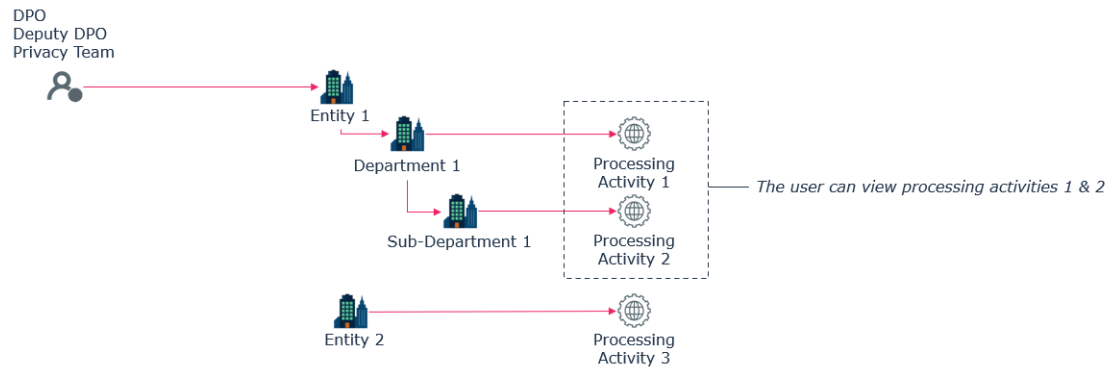 DPO
Deputy DPO
Privacy Team
Entity 1
Department 1
Processing
Activity 1
The user can view processing activities 1 & 2
Sub-Department 1
Processing
Activity 2
Entity 2
Processing
Activity 3